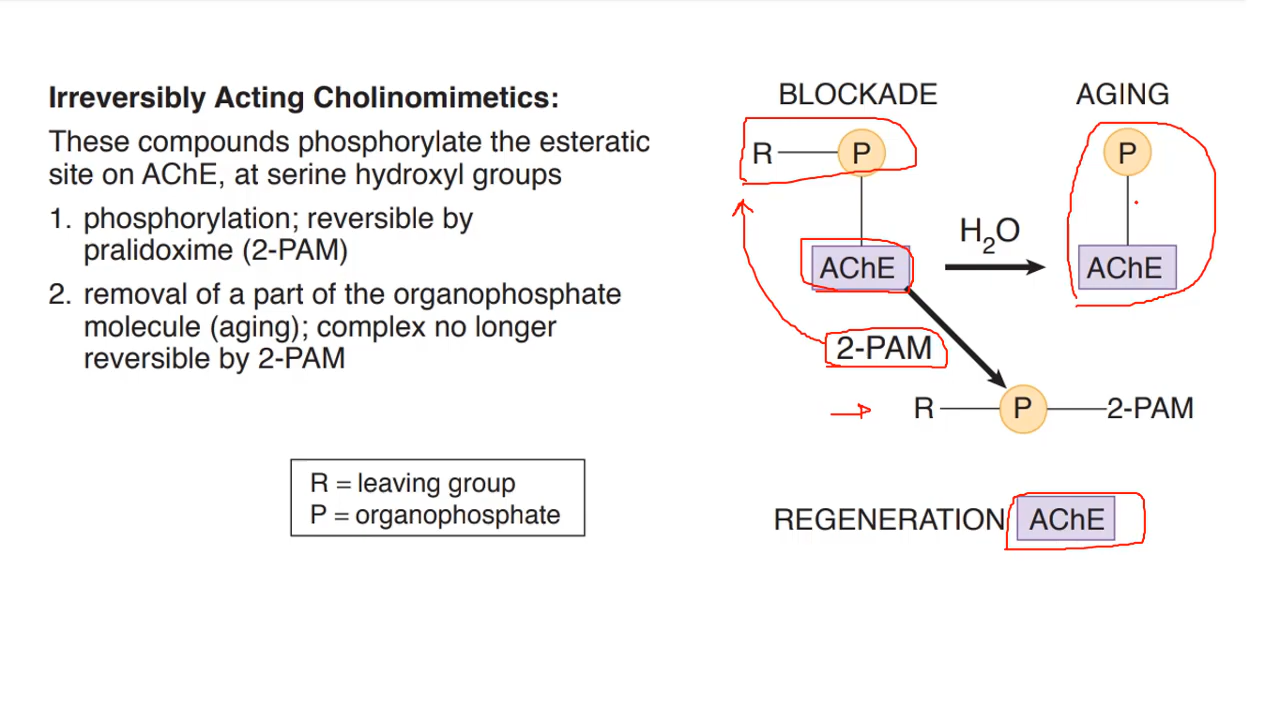 Irreversibly Acting Cholinomimetics:
These compounds phosphorylate the esteratic
site on AChE, at serine hydroxyl groups
1. phosphorylation; reversible by
pralidoxime (2-PAM)
2. removal of a part of the organophosphate
molecule (aging); complex no longer
reversible by 2-PAM
R = leaving group
P = organophosphate
BLOCKADE
AGING
R P
P
AChE
H₂O
AChE
2-PAM
R P 2-PAM
REGENERATION AChE